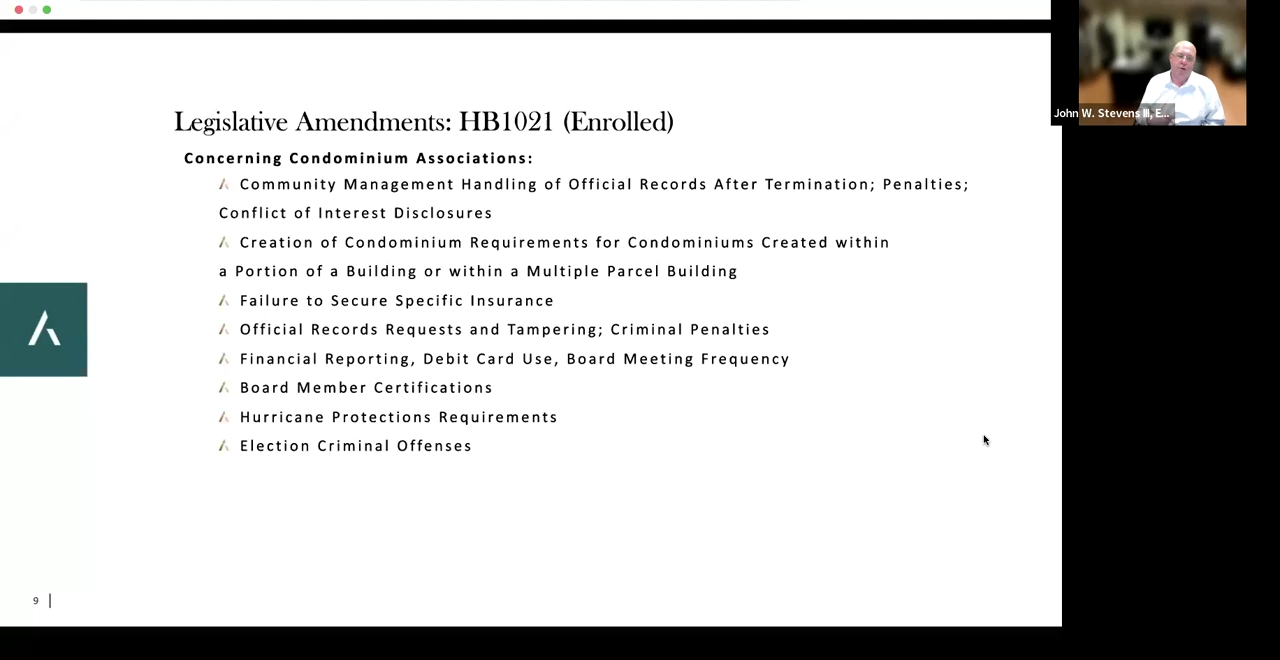 Legislative Amendments: HB1021 (Enrolled)
Concerning Condominium Associations:
Community Management Handling of Official Records After Termination; Penalties;
Conflict of Interest Disclosures
Creation of Condominium Requirements for Condominiums Created within
a Portion of a Building or within a Multiple Parcel Building
Failure to Secure Specific Insurance
Official Records Requests and Tampering; Criminal Penalties
Financial Reporting, Debit Card Use, Board Meeting Frequency
Board Member Certifications
Hurricane Protections Requirements
Election Criminal Offenses
9
John W. Stevens III, E...